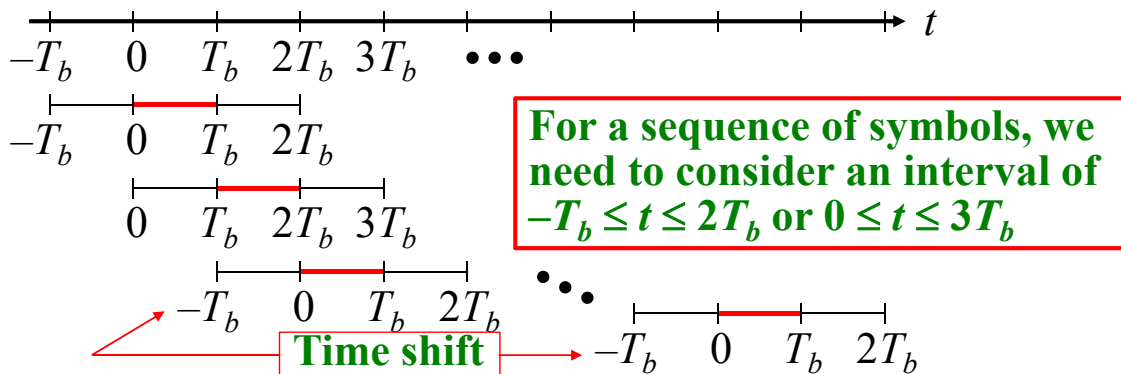 t
–T_b 0 T_b 2T_b 3T_b •••
–T_b 0 T_b 2T_b
For a sequence of symbols, we
need to consider an interval of
–T_b ≤ t ≤ 2T_b or 0 ≤ t ≤ 3T_b
0 T_b 2T_b 3T_b
–T_b 0 T_b 2T_b
Time shift
–T_b 0 T_b 2T_b